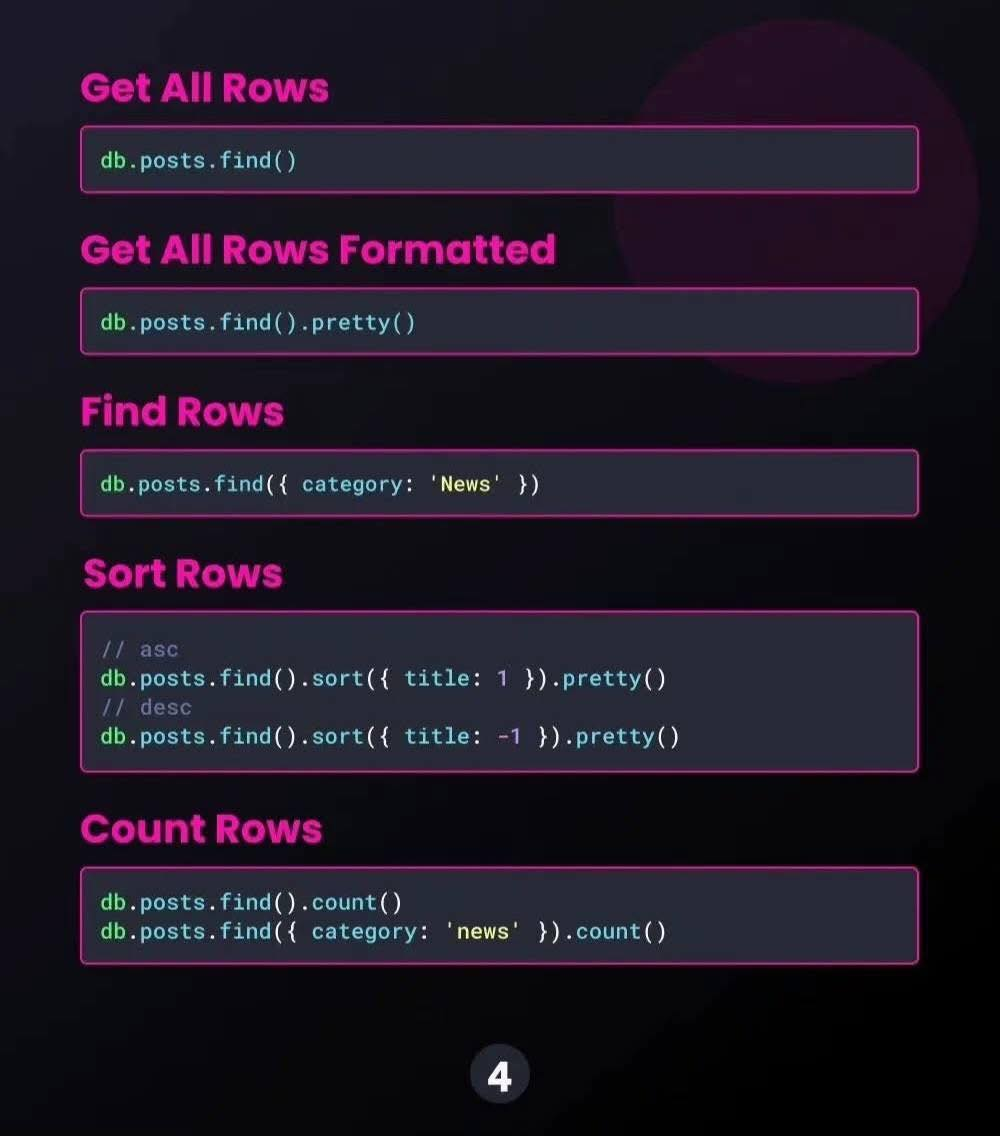 Get All Rows
db.posts.find()
Get All Rows Formatted
db.posts.find().pretty()
Find Rows
db.posts.find({ category: 'News' })
Sort Rows
// asc
db.posts.find().sort({ title: 1 }).pretty()
// desc
db.posts.find().sort({ title: -1 }).pretty()
Count Rows
db.posts.find().count()
db.posts.find({ category: 'news' }).count()
4